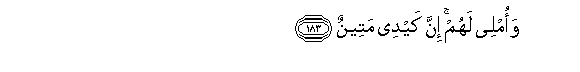 وَأُمْلِى لَهُمْ ۚ إِنَّ كَيْدِى مَتِينٌ ١٨٣